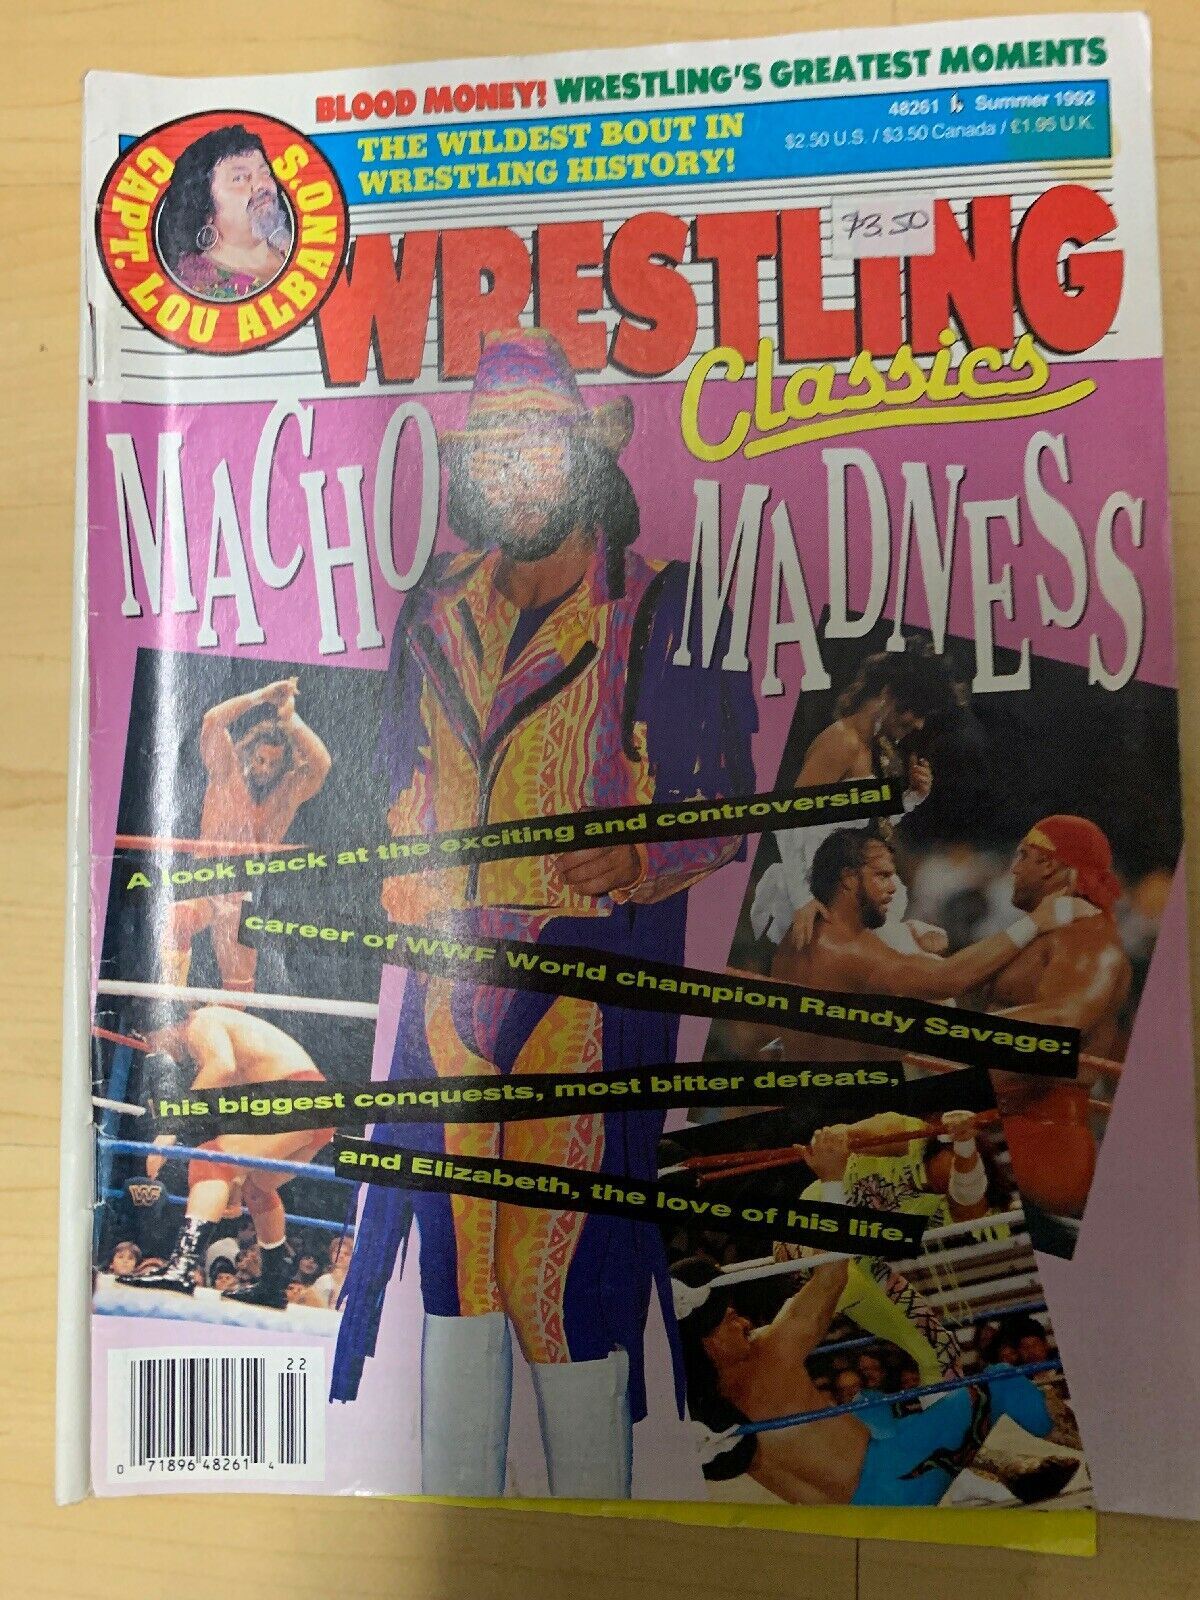 BLOOD MONEY! WRESTLING'S GREATEST MOMENTS
THE WILDEST BOUT IN
WRESTLING HISTORY!
48261 Summer 1992
$2.50 U.S. / $3.50 Canada / £1.95 U.K.
CAPT. LOU ALBANO'S
$3.50
WRESTLING
Classics
MACHO MADNESS
A look back at the exciting and controversial
career of WWF World champion Randy Savage:
his biggest conquests, most bitter defeats,
and Elizabeth, the love of his life.
22
0 71896 48261 4